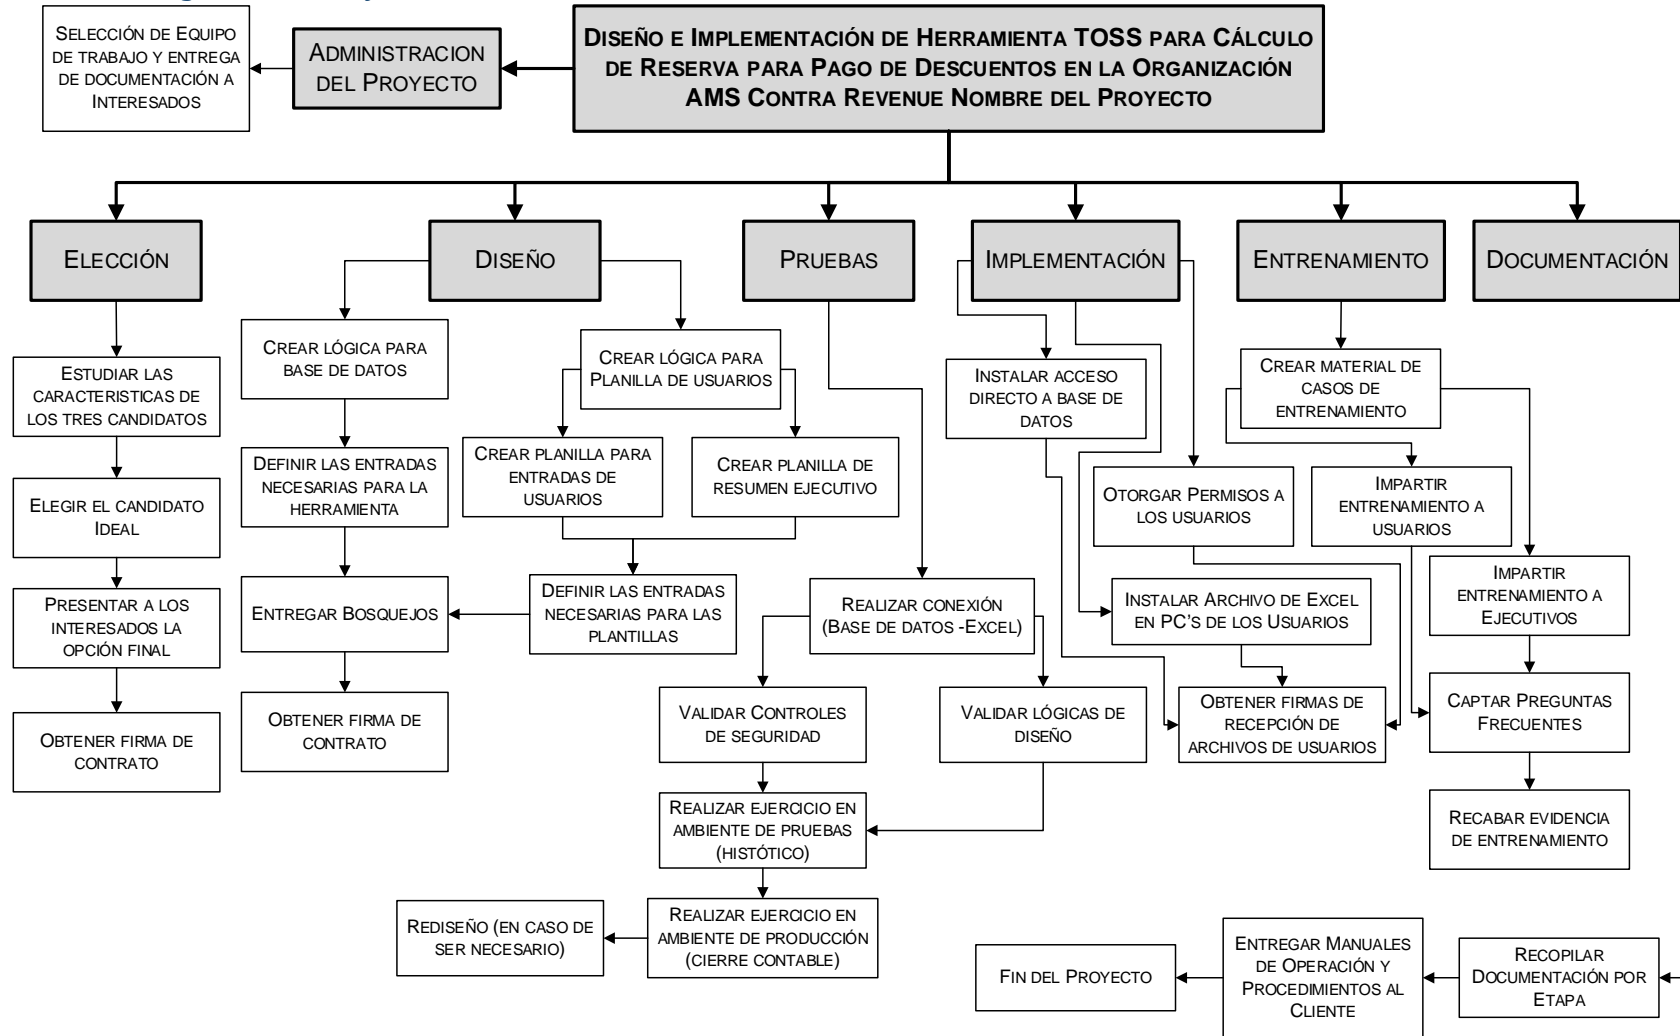 SELECCIÓN DE EQUIPO
DE TRABAJO Y ENTREGA
DE DOCUMENTACIÓN A
INTERESADOS
ADMINISTRACION
DEL PROYECTO
DISEÑO E IMPLEMENTACIÓN DE HERRAMIENTA TOSS PARA CÁLCULO
DE RESERVA PARA PAGO DE DESCUENTOS EN LA ORGANIZACIÓN
AMS CONTRA REVENUE NOMBRE DEL PROYECTO
ELECCIÓN
DISEÑO
PRUEBAS
IMPLEMENTACIÓN
ENTRENAMIENTO
DOCUMENTACIÓN
ESTUDIAR LAS
CARACTERISTICAS DE
LOS TRES CANDIDATOS
ELEGIR EL CANDIDATO
IDEAL
PRESENTAR A LOS
INTERESADOS LA
OPCIÓN FINAL
OBTENER FIRMA DE
CONTRATO
CREAR LÓGICA PARA
BASE DE DATOS
DEFINIR LAS ENTRADAS
NECESARIAS PARA LA
HERRAMIENTA
ENTREGAR BOSQUEJOS
OBTENER FIRMA DE
CONTRATO
CREAR LÓGICA PARA
PLANILLA DE USUARIOS
CREAR PLANILLA PARA
ENTRADAS DE
USUARIOS
CREAR PLANILLA DE
RESUMEN EJECUTIVO
DEFINIR LAS ENTRADAS
NECESARIAS PARA LAS
PLANTILLAS
REALIZAR CONEXIÓN
(BASE DE DATOS -EXCEL)
VALIDAR CONTROLES
DE SEGURIDAD
VALIDAR LÓGICAS DE
DISEÑO
REALIZAR EJERCICIO EN
AMBIENTE DE PRUEBAS
(HISTÓTICO)
REALIZAR EJERCICIO EN
AMBIENTE DE PRODUCCIÓN
(CIERRE CONTABLE)
REDISEÑO (EN CASO DE
SER NECESARIO)
INSTALAR ACCESO
DIRECTO A BASE DE
DATOS
OTORGAR PERMISOS A
LOS USUARIOS
INSTALAR ARCHIVO DE EXCEL
EN PC'S DE LOS USUARIOS
OBTENER FIRMAS DE
RECEPCIÓN DE
ARCHIVOS DE USUARIOS
CREAR MATERIAL DE
CASOS DE
ENTRENAMIENTO
IMPARTIR
ENTRENAMIENTO A
USUARIOS
IMPARTIR
ENTRENAMIENTO A
EJECUTIVOS
CAPTAR PREGUNTAS
FRECUENTES
RECABAR EVIDENCIA
DE ENTRENAMIENTO
RECOPILAR
DOCUMENTACIÓN POR
ETAPA
ENTREGAR MANUALES
DE OPERACIÓN Y
PROCEDIMIENTOS AL
CLIENTE
FIN DEL PROYECTO